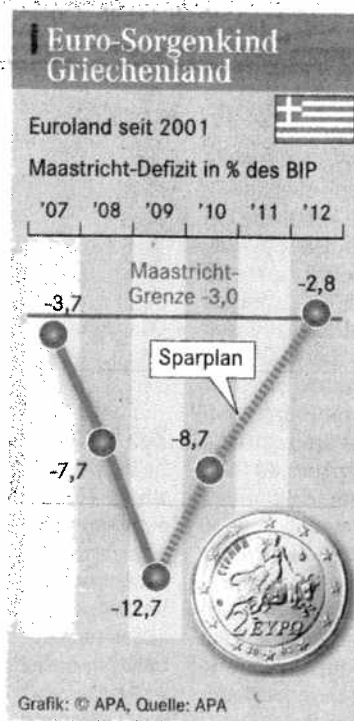 Euro-Sorgenkind
Griechenland
Euroland seit 2001
Maastricht-Defizit in % des BIP
'07 '08 '09 '10 '11 '12
Maastricht-
Grenze -3,0
-2,8
-3,7
Sparplan
-8,7
-7,7
-12,7
2 ΕΥΡΩ
Grafik: © APA, Quelle: APA